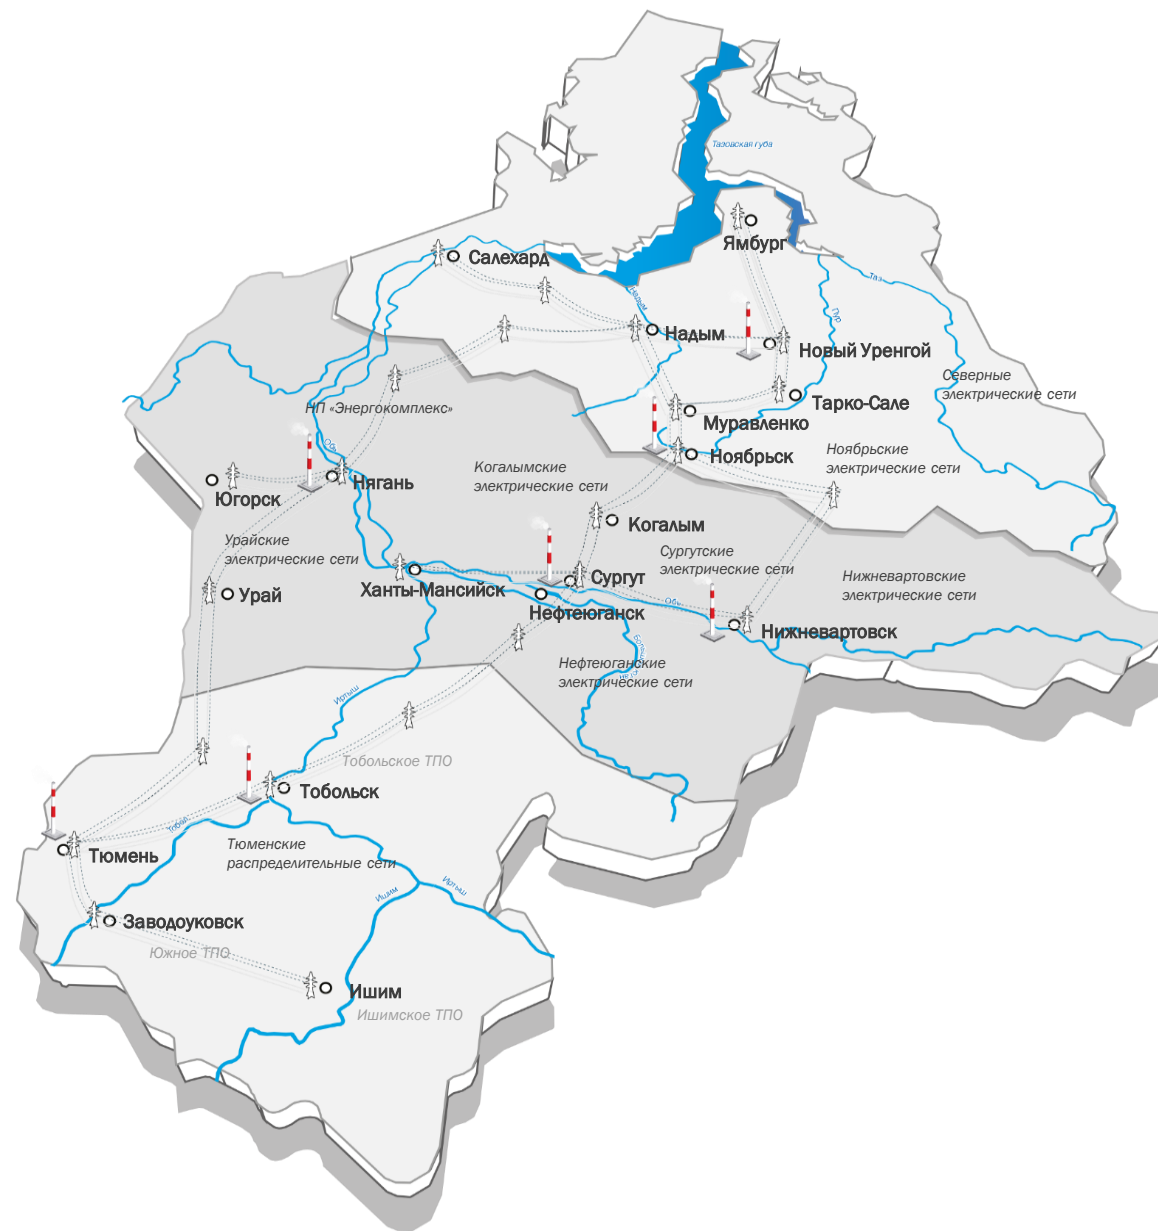 Тазовская губа
Ямбург
Салехард
Надым
Таз
Пур
Надым
Новый Уренгой
Северные
электрические сети
Тарко-Сале
НП «Энергокомплекс»
Муравленко
Ноябрьск
Ноябрьские
электрические сети
Обь
Когалымские
электрические сети
Нягань
Югорск
Когалым
Урайские
электрические сети
Сургутские
электрические сети
Ханты-Мансийск
Сургут
Нижневартовские
электрические сети
Урай
Нефтеюганск
Обь
Нижневартовск
Нефтеюганские
электрические сети
Иртыш
Тобольское ТПО
Тобольск
Тобол
Тюмень
Тюменские
распределительные сети
Иртыш
Ишим
Заводоуковск
Южное ТПО
Ишим
Ишимское ТПО